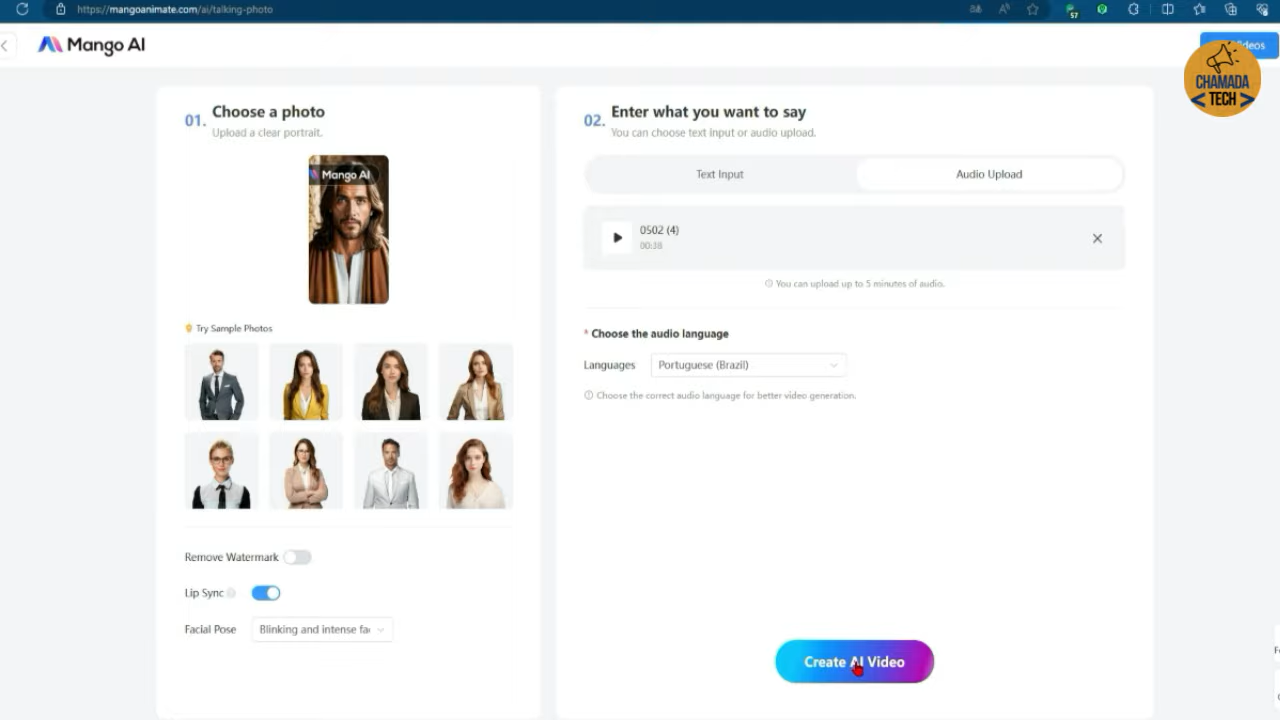 https://mangoanimate.com/ai/talking-photo
57
Mango AI
CHAMADA
< TECH >
01.
Choose a photo
Upload a clear portrait.
Mango AI
Try Sample Photos
Remove Watermark
Lip Sync
Facial Pose
Blinking and intense fa
02.
Enter what you want to say
You can choose text input or audio upload.
Text Input
Audio Upload
0502 (4)
00:38
You can upload up to 5 minutes of audio.
* Choose the audio language
Languages
Portuguese (Brazil)
Choose the correct audio language for better video generation.
Create AI Video